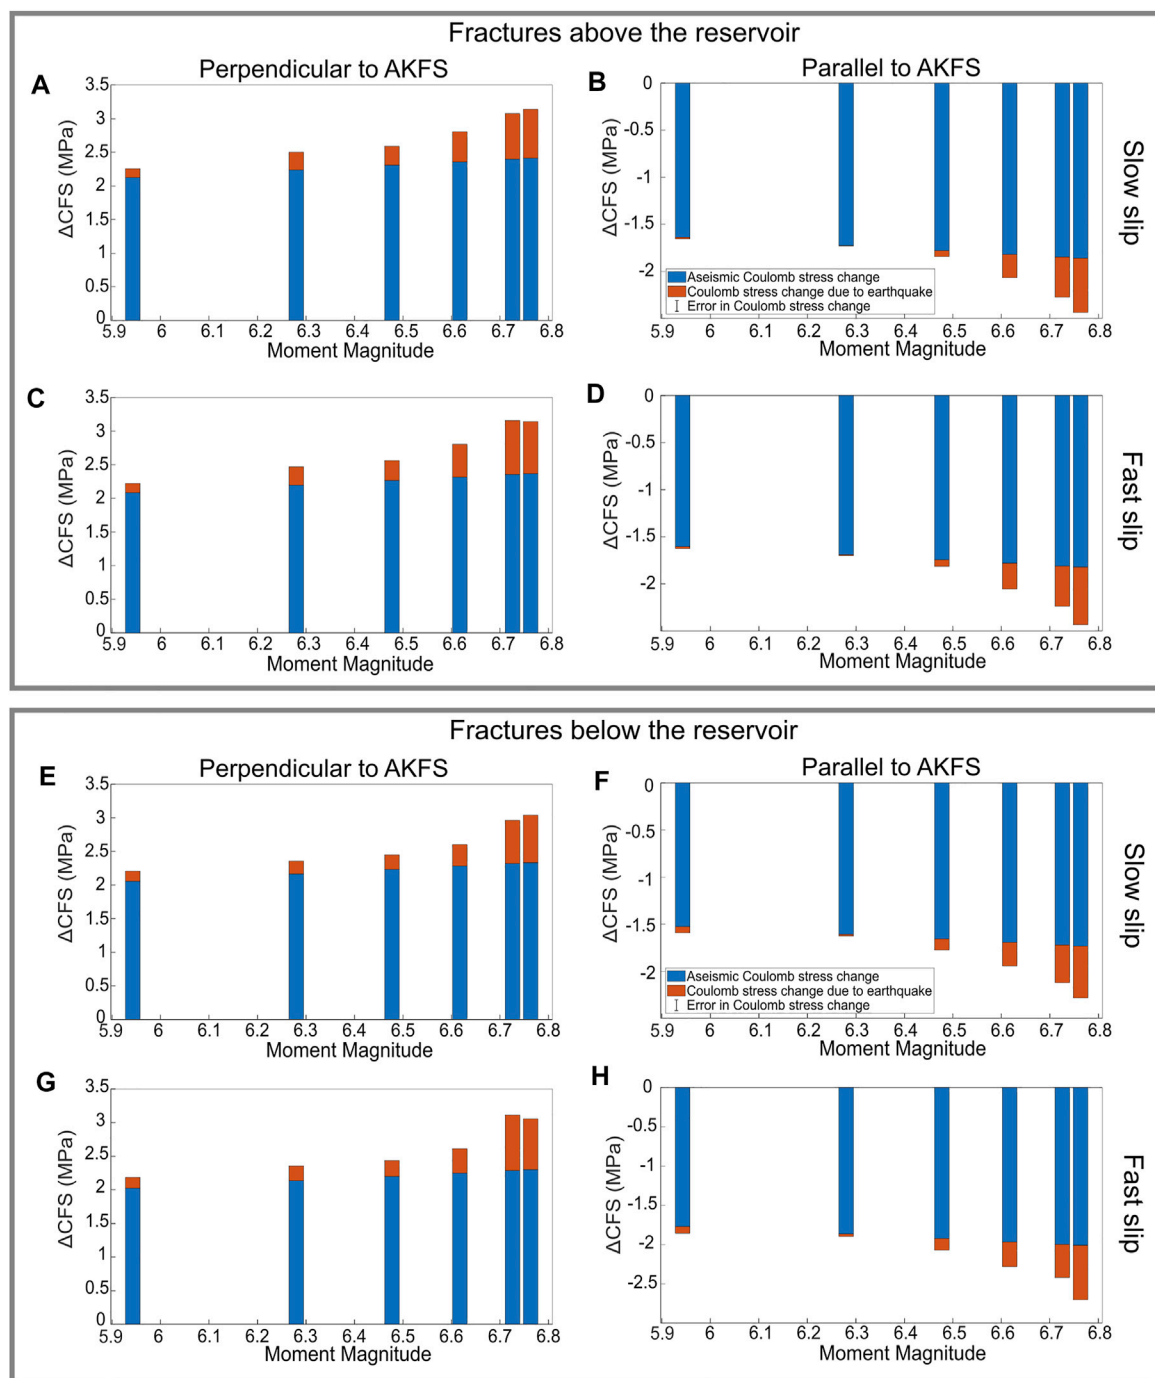 Fractures above the reservoir
Perpendicular to AKFS
Parallel to AKFS
A
3.5
3
2.5
2
1.5
1
0.5
0
ΔCFS (MPa)
5.9 6 6.1 6.2 6.3 6.4 6.5 6.6 6.7 6.8
Moment Magnitude
B
0
-0.5
-1
-1.5
-2
ΔCFS (MPa)
Aseismic Coulomb stress change
Coulomb stress change due to earthquake
Error in Coulomb stress change
5.9 6 6.1 6.2 6.3 6.4 6.5 6.6 6.7 6.8
Moment Magnitude
Slow slip
C
3.5
3
2.5
2
1.5
1
0.5
0
ΔCFS (MPa)
5.9 6 6.1 6.2 6.3 6.4 6.5 6.6 6.7 6.8
Moment Magnitude
D
0
-0.5
-1
-1.5
-2
ΔCFS (MPa)
5.9 6 6.1 6.2 6.3 6.4 6.5 6.6 6.7 6.8
Moment Magnitude
Fast slip
Fractures below the reservoir
Perpendicular to AKFS
Parallel to AKFS
E
3.5
3
2.5
2
1.5
1
0.5
0
ΔCFS (MPa)
5.9 6 6.1 6.2 6.3 6.4 6.5 6.6 6.7 6.8
Moment Magnitude
F
0
-0.5
-1
-1.5
-2
ΔCFS (MPa)
Aseismic Coulomb stress change
Coulomb stress change due to earthquake
Error in Coulomb stress change
5.9 6 6.1 6.2 6.3 6.4 6.5 6.6 6.7 6.8
Moment Magnitude
Slow slip
G
3.5
3
2.5
2
1.5
1
0.5
0
ΔCFS (MPa)
5.9 6 6.1 6.2 6.3 6.4 6.5 6.6 6.7 6.8
Moment Magnitude
H
0
-0.5
-1
-1.5
-2
-2.5
ΔCFS (MPa)
5.9 6 6.1 6.2 6.3 6.4 6.5 6.6 6.7 6.8
Moment Magnitude
Fast slip